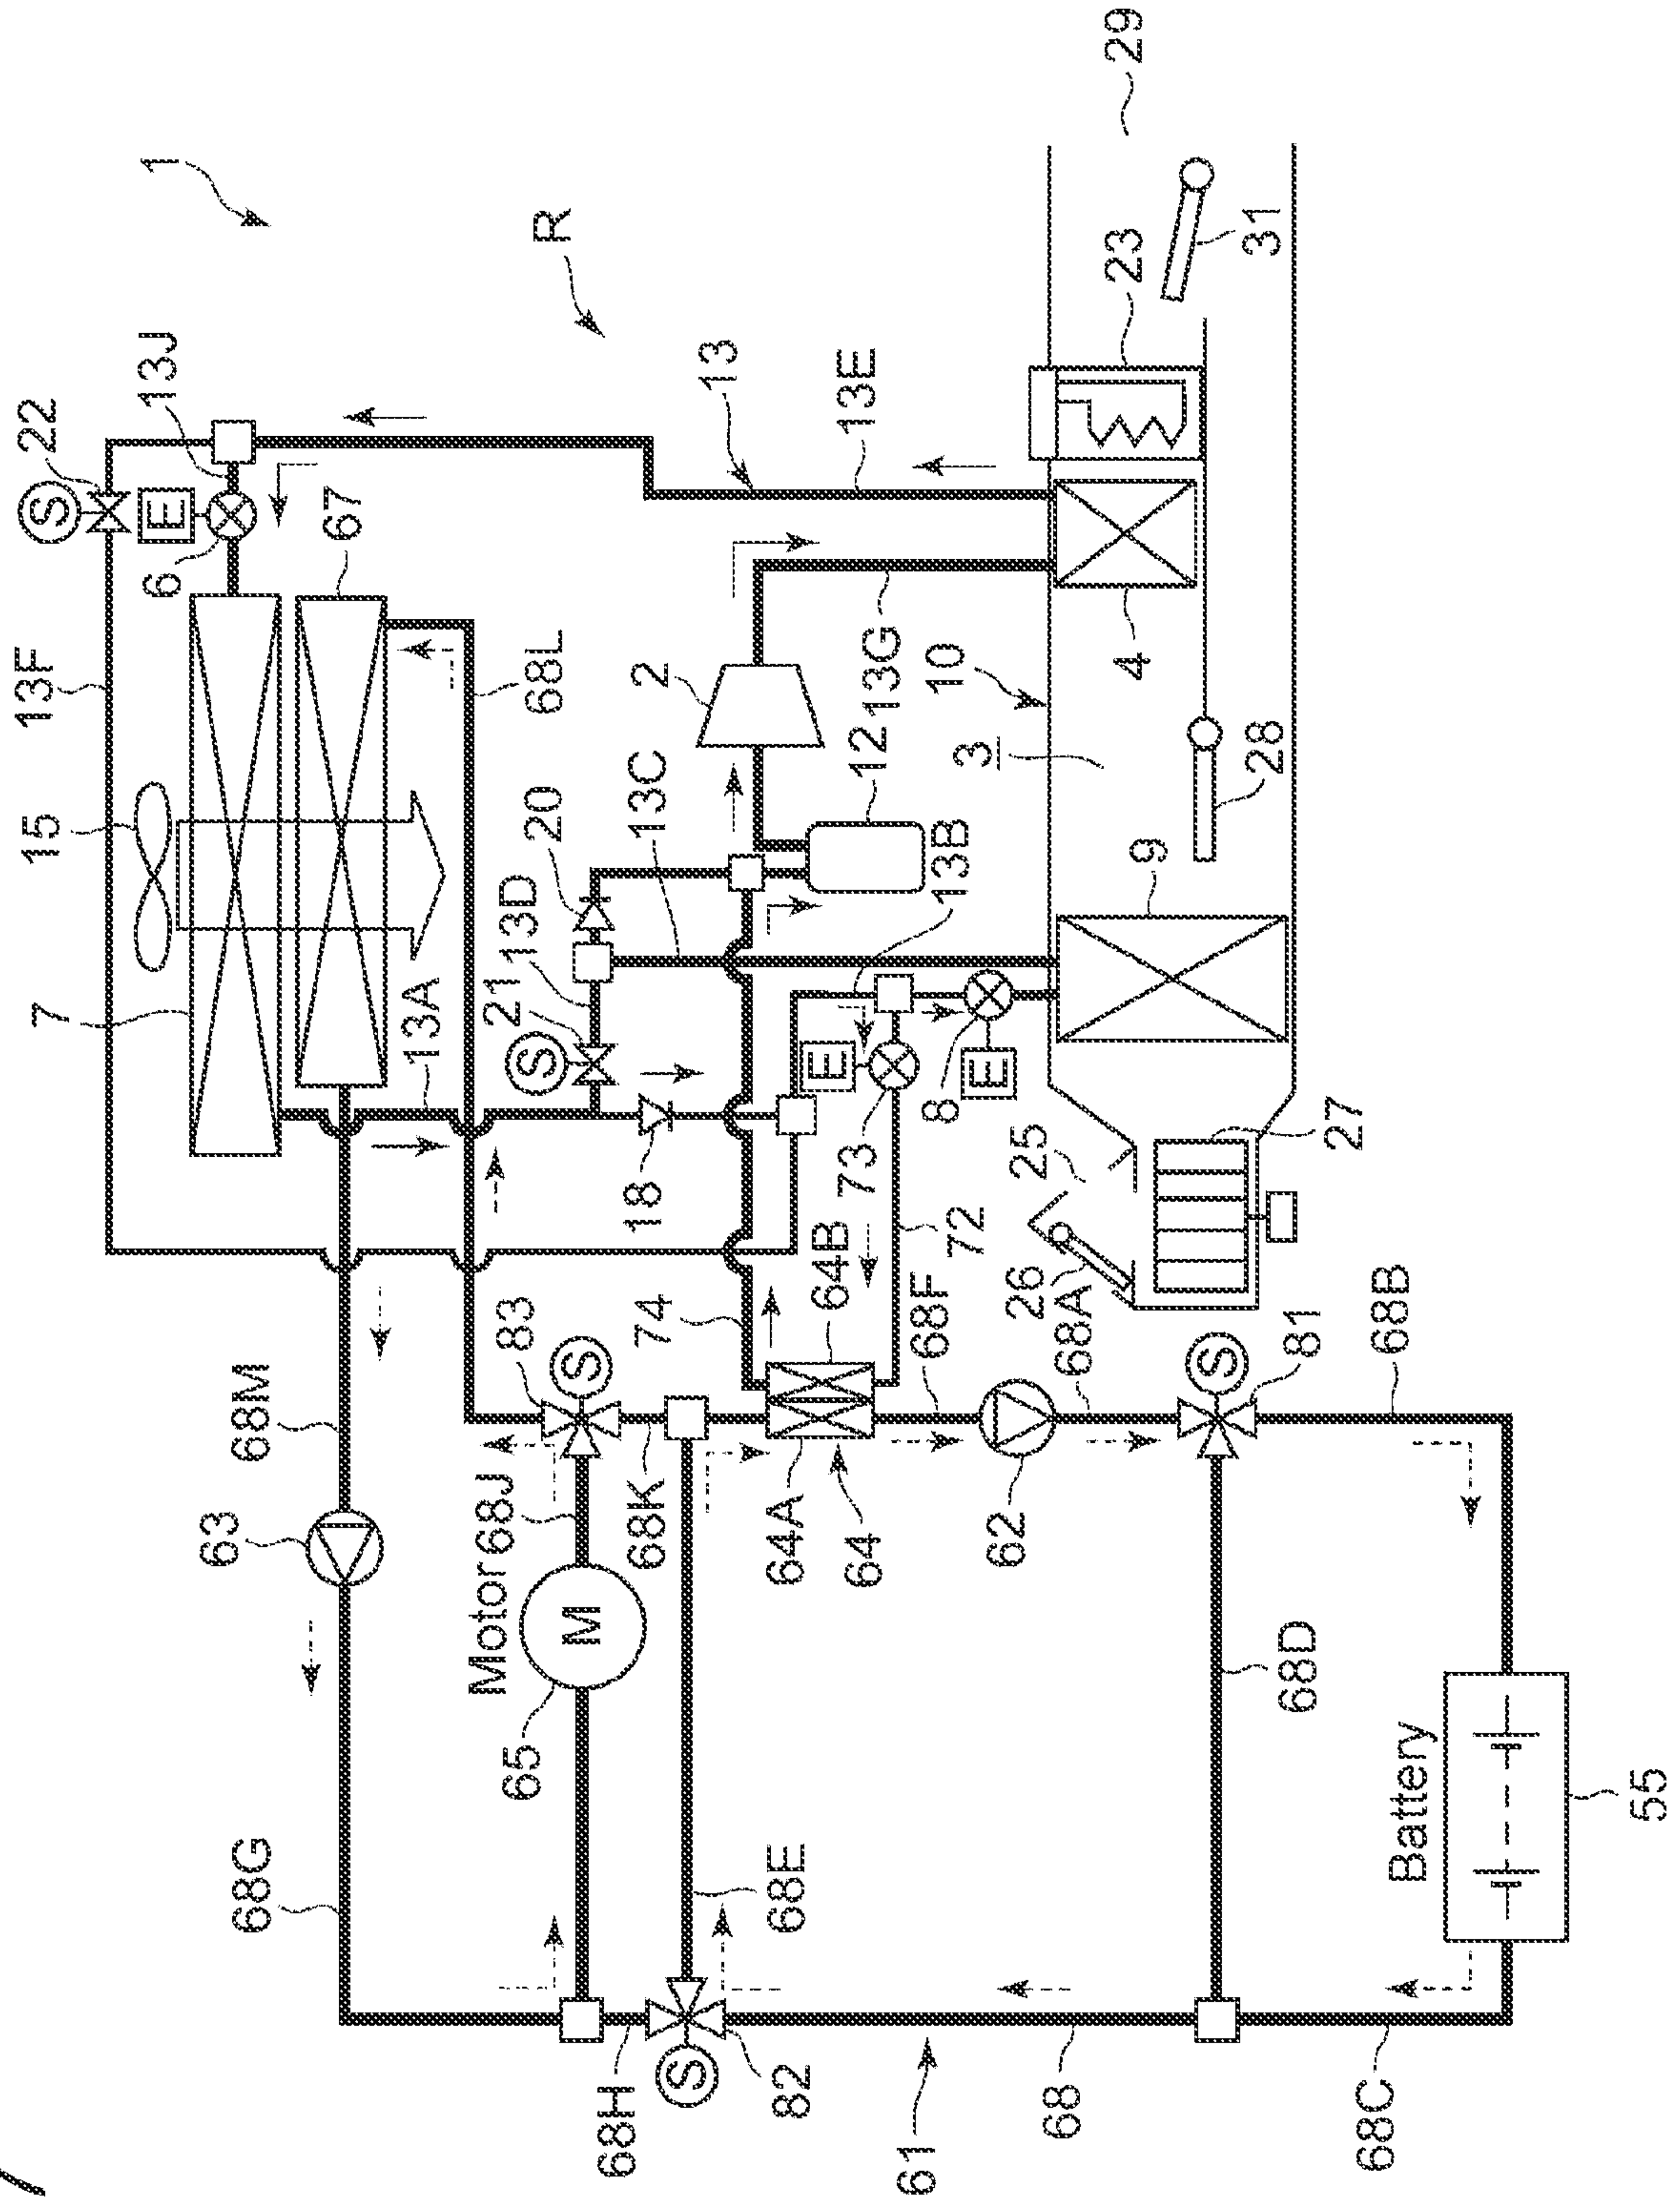 1
R
22
S
13J
E
6
67
13F
15
7
13A
68L
13
13E
23
29
31
2
13G
12
10
3
4
28
20
13C
13D
21
S
13B
9
E
73
8
E
18
25
26
27
72
64B
74
83
S
68F
68A
81
S
68B
68M
63
Motor
68J
M
65
68K
64A
64
62
68G
68E
68D
Battery
55
68H
S
82
61
68
68C